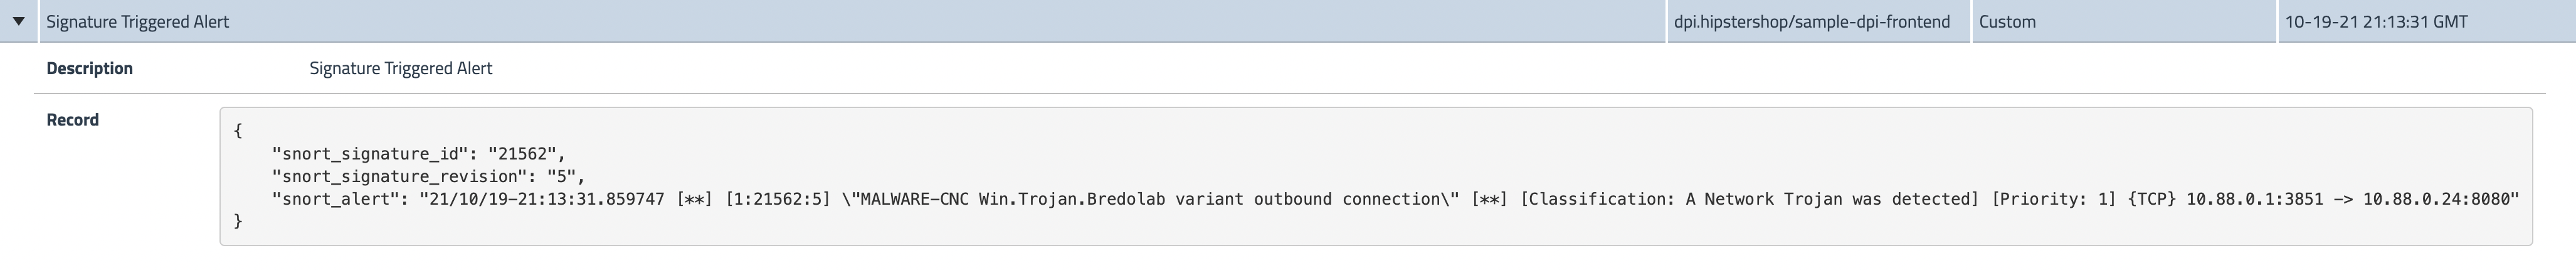 Signature Triggered Alert dpi.hipstershop/sample-dpi-frontend Custom 10-19-21 21:13:31 GMT
Description Signature Triggered Alert
Record
{
"snort_signature_id": "21562",
"snort_signature_revision": "5",
"snort_alert": "21/10/19-21:13:31.859747 [**] [1:21562:5] \"MALWARE-CNC Win.Trojan.Bredolab variant outbound connection\" [**] [Classification: A Network Trojan was detected] [Priority: 1] {TCP} 10.88.0.1:3851 -> 10.88.0.24:8080"
}